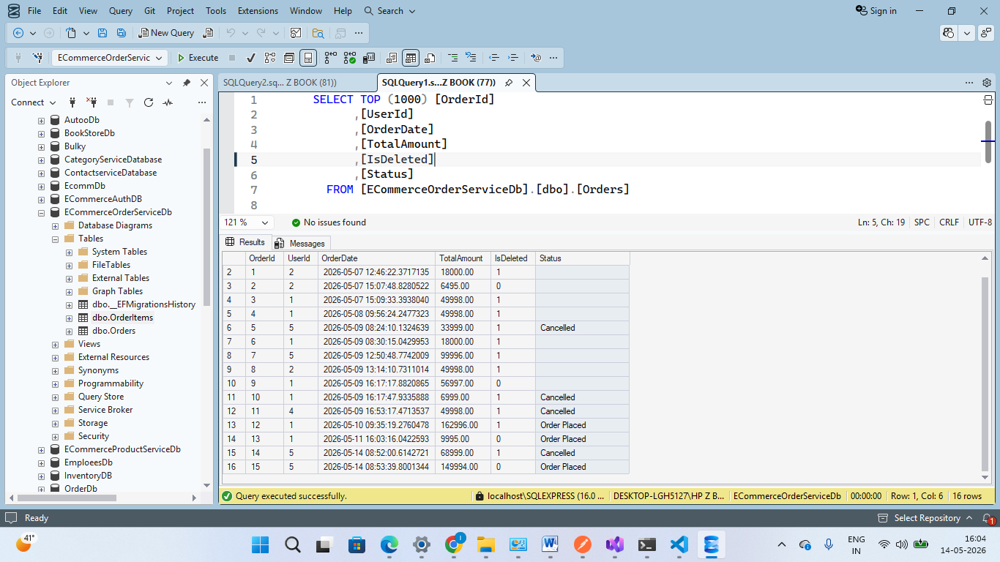 File Edit View Query Git Project Tools Extensions Window Help Search Sign in
New Query
ECommerceOrderServic Execute
Object Explorer
Connect
AutooDb
BookStoreDb
Bulky
CategoryServiceDatabase
ContactserviceDatabase
EcommDb
ECommerceAuthDB
ECommerceOrderServiceDb
Database Diagrams
Tables
System Tables
FileTables
External Tables
Graph Tables
dbo.__EFMigrationsHistory
dbo.OrderItems
dbo.Orders
Views
External Resources
Synonyms
Programmability
Query Store
Service Broker
Storage
Security
ECommerceProductServiceDb
EmploeesDb
InventoryDB
OrderDb
SQLQuery2.sq... Z BOOK (81)) SQLQuery1.s...Z BOOK (77))
1 SELECT TOP (1000) [OrderId]
2 ,[UserId]
3 ,[OrderDate]
4 ,[TotalAmount]
5 ,[IsDeleted]
6 ,[Status]
7 FROM [ECommerceOrderServiceDb].[dbo].[Orders]
8
121 % No issues found Ln: 5, Ch: 19 SPC CRLF UTF-8
Results Messages
OrderId UserId OrderDate TotalAmount IsDeleted Status
2 1 2 2026-05-07 12:46:22.3717135 18000.00 1
3 2 2 2026-05-07 15:07:48.8280522 6495.00 0
4 3 1 2026-05-07 15:09:33.3938040 49998.00 1
5 4 1 2026-05-08 09:56:24.2477323 49998.00 1
6 5 5 2026-05-09 08:24:10.1324639 33999.00 1 Cancelled
7 6 1 2026-05-09 08:30:15.0429953 18000.00 1
8 7 5 2026-05-09 12:50:48.7742009 99996.00 1
9 8 2 2026-05-09 13:14:10.7311014 49998.00 1
10 9 1 2026-05-09 16:17:17.8820865 56997.00 0
11 10 1 2026-05-09 16:17:47.9335888 6999.00 1 Cancelled
12 11 4 2026-05-09 16:53:17.4713537 49998.00 1 Cancelled
13 12 1 2026-05-10 09:35:19.2760478 162996.00 1 Order Placed
14 13 1 2026-05-11 16:03:16.0422593 9995.00 0 Order Placed
15 14 5 2026-05-14 08:52:00.6142721 68999.00 1 Cancelled
16 15 5 2026-05-14 08:53:39.8001344 149994.00 0 Order Placed
Query executed successfully. localhost\SQLEXPRESS (16.0 ... DESKTOP-LGH5127\HP Z B... ECommerceOrderServiceDb 00:00:00 Row: 1, Col: 6 16 rows
Ready Select Repository 1
41° 1 ENG 16:04
IN 14-05-2026